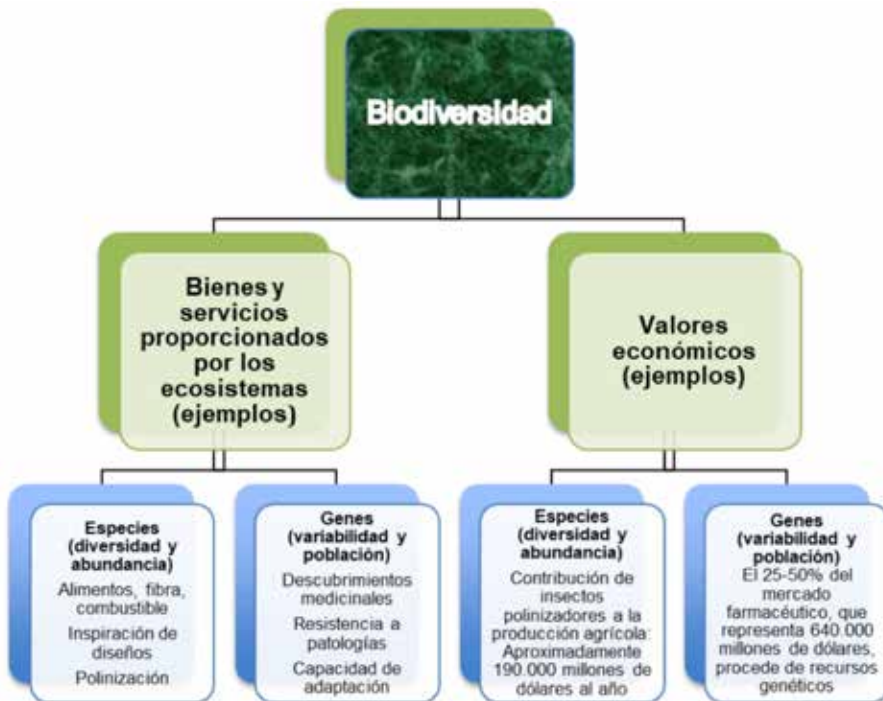 Biodiversidad
Bienes y
servicios
proporcionados
por los
ecosistemas
(ejemplos)
Valores
económicos
(ejemplos)
Especies
(diversidad y
abundancia)
Alimentos, fibra,
combustible
Inspiración de
diseños
Polinización
Genes
(variabilidad y
población)
Descubrimientos
medicinales
Resistencia a
patologías
Capacidad de
adaptación
Especies
(diversidad y
abundancia)
Contribución de
insectos
polinizadores a la
producción agrícola:
Aproximadamente
190.000 millones de
dólares al año
Genes
(variabilidad y
población)
El 25-50% del
mercado
farmacéutico, que
representa 640.000
millones de dólares,
procede de recursos
genéticos